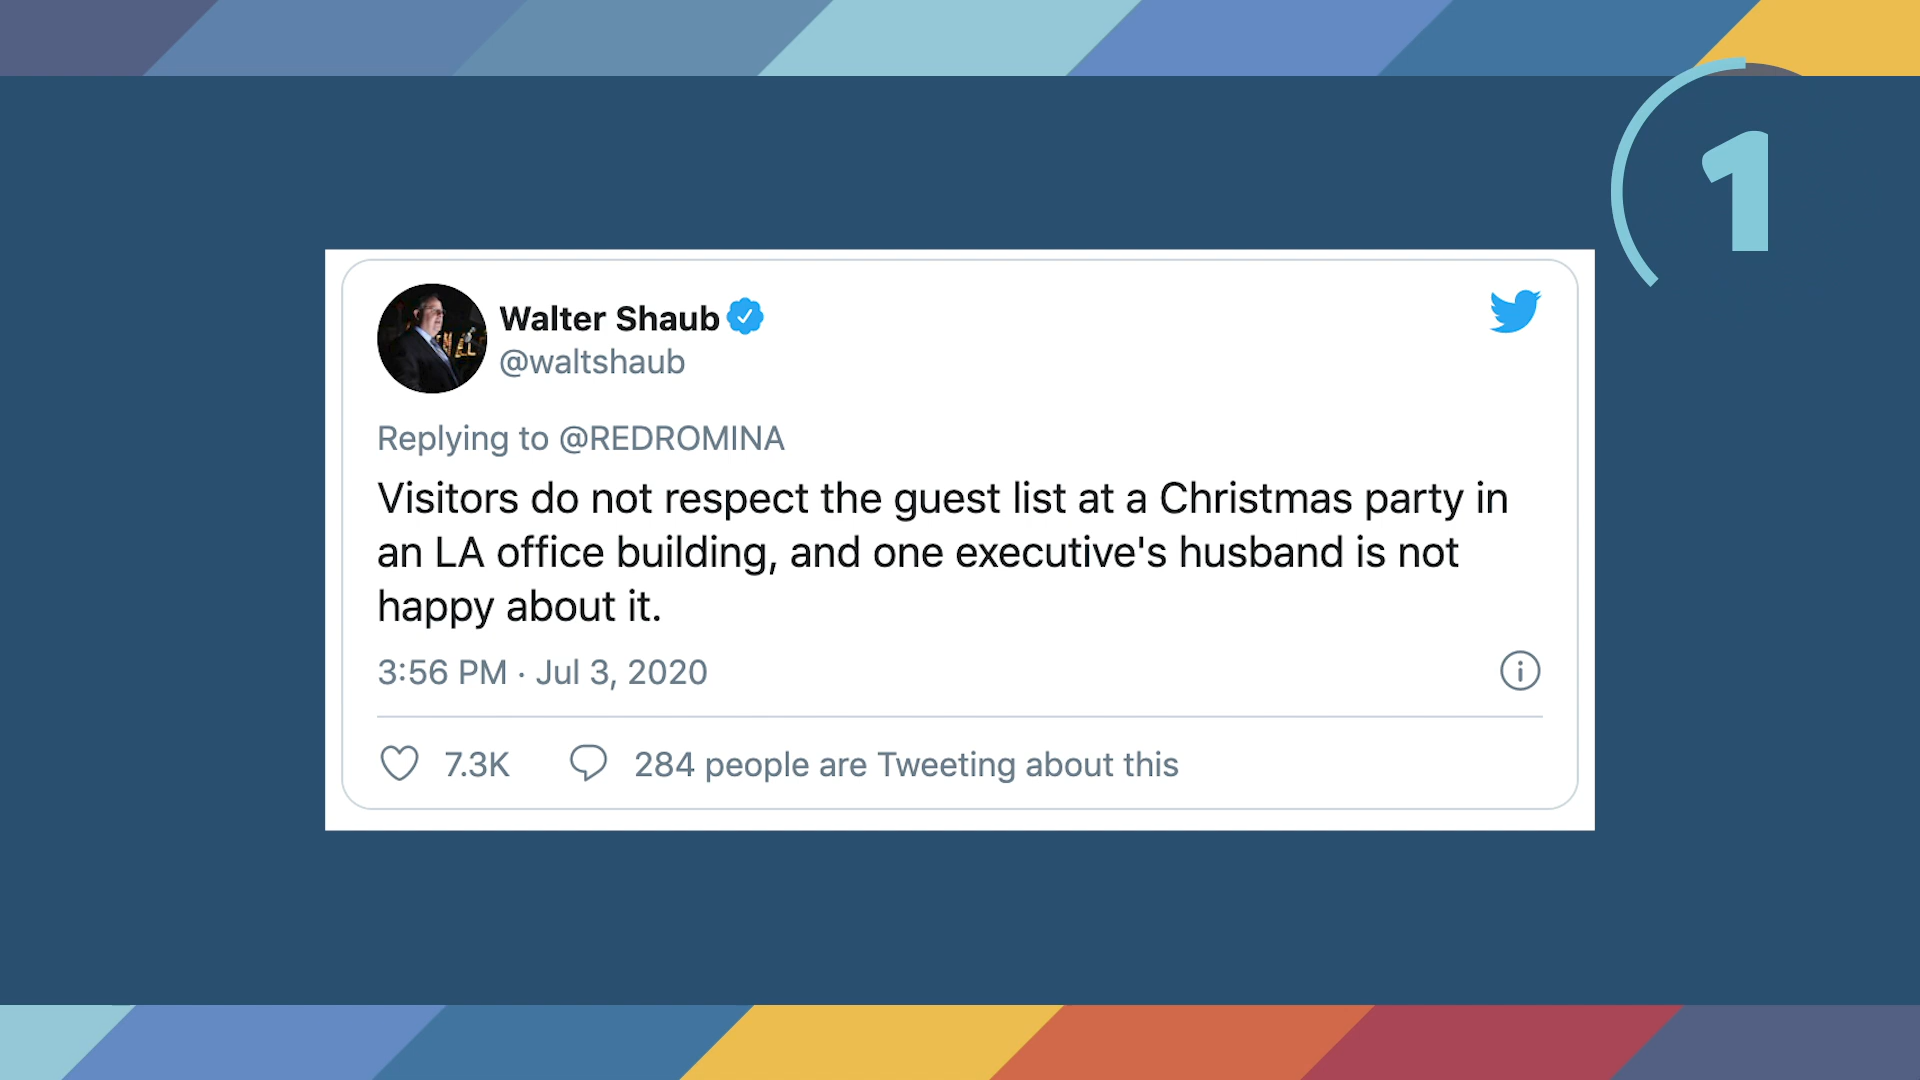 1
Walter Shaub
@waltshaub
Replying to @REDROMINA
Visitors do not respect the guest list at a Christmas party in
an LA office building, and one executive's husband is not
happy about it.
3:56 PM · Jul 3, 2020
7.3K 284 people are Tweeting about this